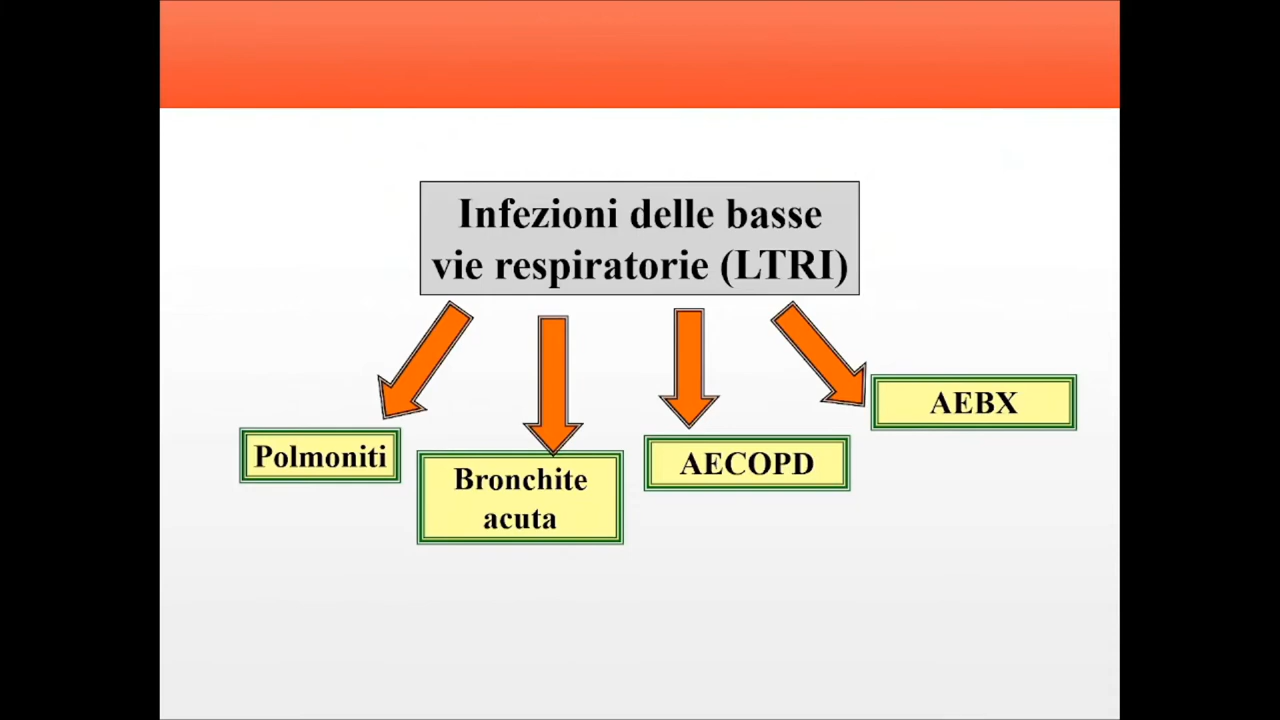 Infezioni delle basse
vie respiratorie (LTRI)
Polmoniti
Bronchite
acuta
AECOPD
AEBX